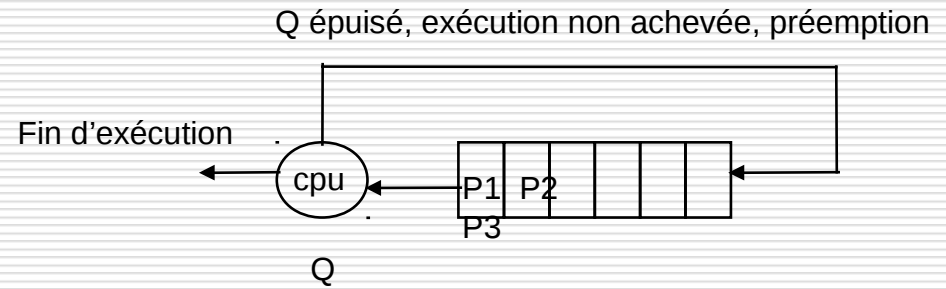 Q épuisé, exécution non achevée, préemption
Fin d'exécution
cpu
P1 P2
P3
Q